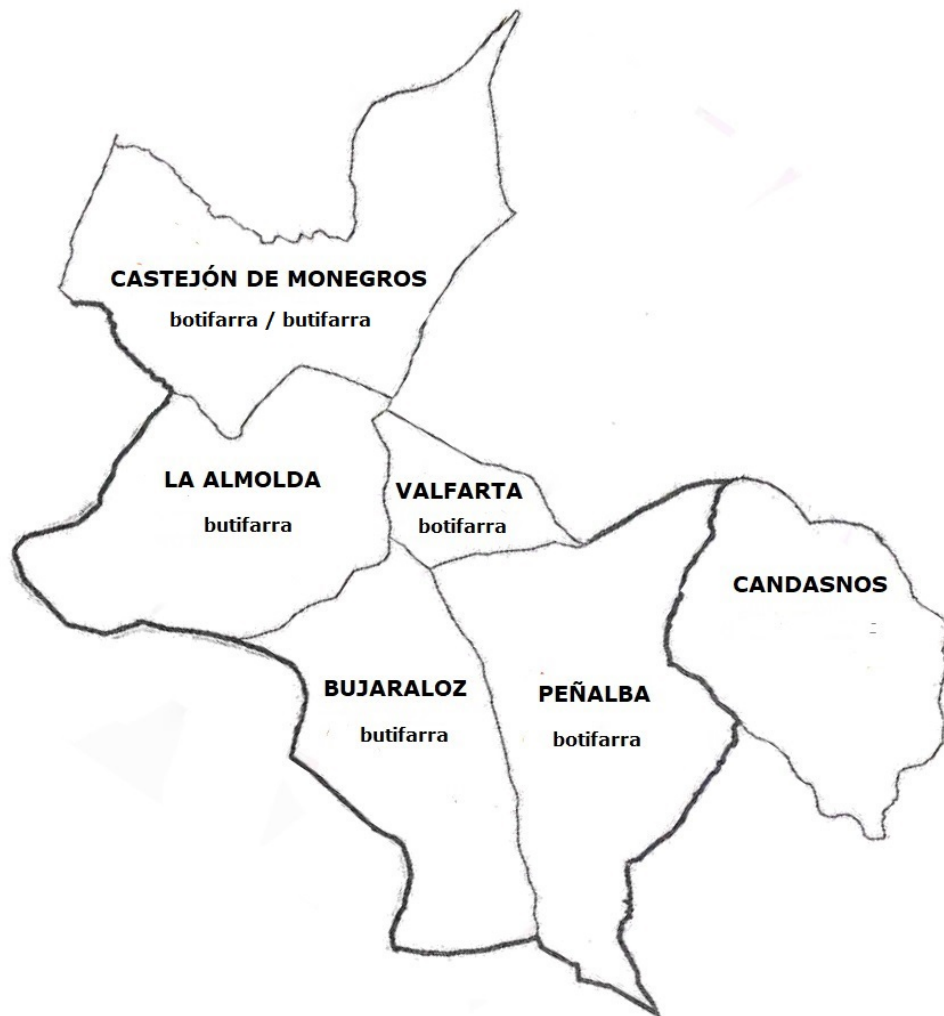 CASTEJÓN DE MONEGROS
botifarra / butifarra
LA ALMOLDA
butifarra
VALFARTA
botifarra
CANDASNOS
BUJARALOZ
butifarra
PEÑALBA
botifarra